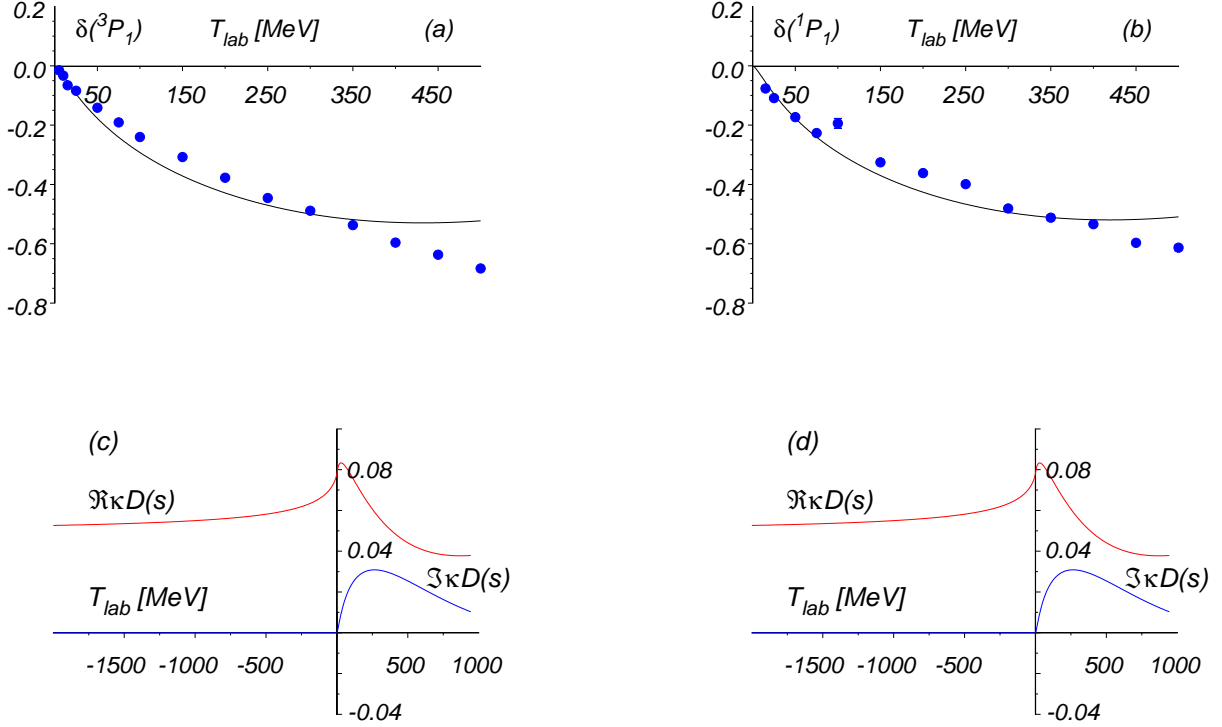 0.2 δ(³P₁) T_lab [MeV] (a)
0.0
50 150 250 350 450
-0.2
-0.4
-0.6
-0.8
0.2 δ(¹P₁) T_lab [MeV] (b)
0.0
50 150 250 350 450
-0.2
-0.4
-0.6
-0.8
(c)
0.08
ℜκD(s)
0.04
ℑκD(s)
T_lab [MeV]
-1500 -1000 -500 500 1000
-0.04
(d)
0.08
ℜκD(s)
0.04
ℑκD(s)
T_lab [MeV]
-1500 -1000 -500 500 1000
-0.04